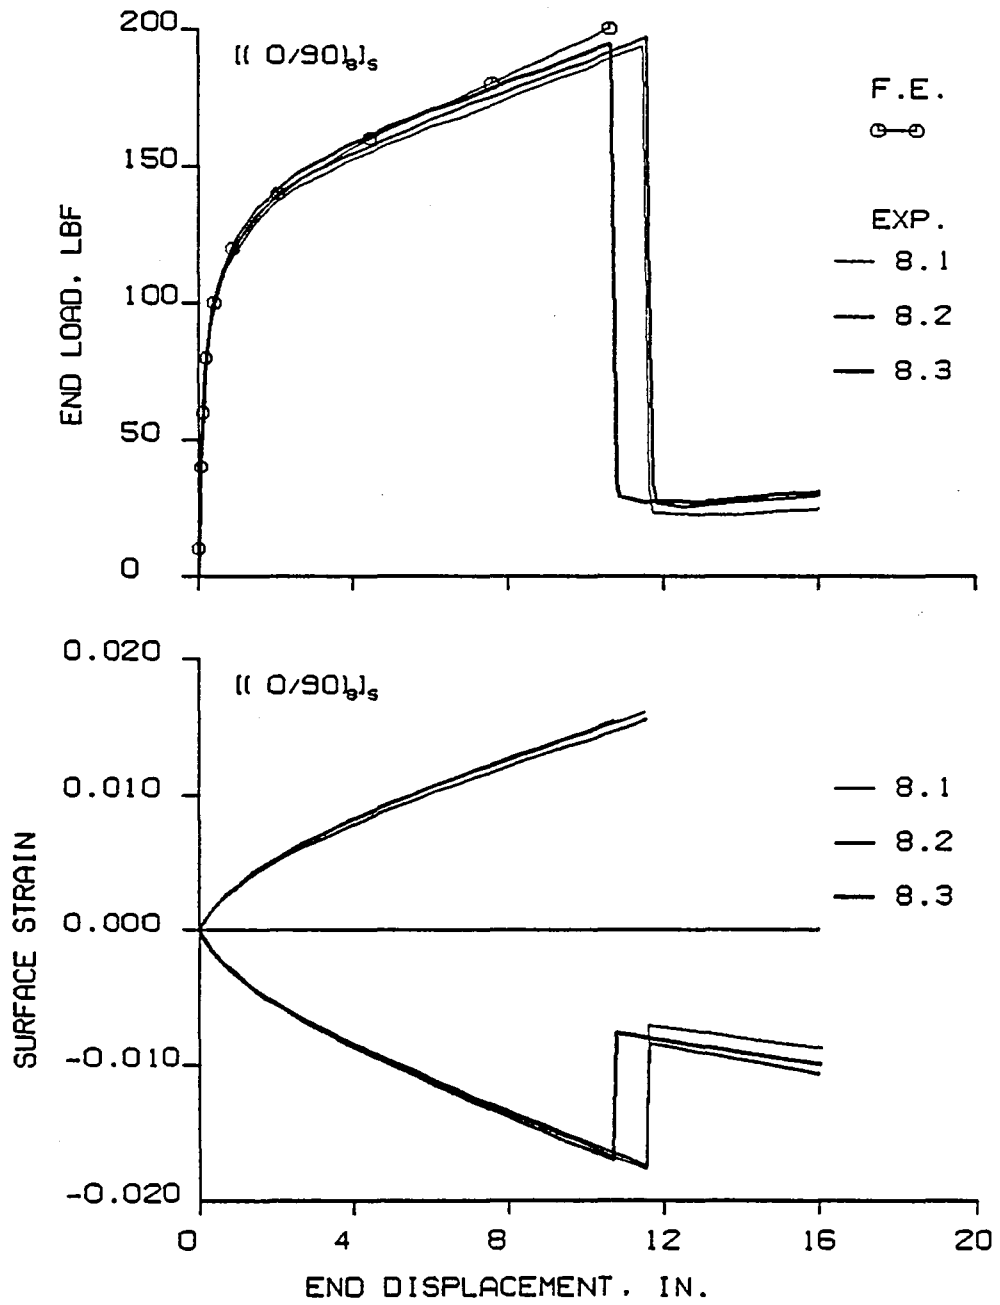 200
[( 0/90)8]s
F.E.
150
EXP.
8.1
100
8.2
8.3
50
0
END LOAD, LBF
0.020
[( 0/90)8]s
0.010
8.1
8.2
0.000
8.3
-0.010
-0.020
SURFACE STRAIN
0 4 8 12 16 20
END DISPLACEMENT, IN.